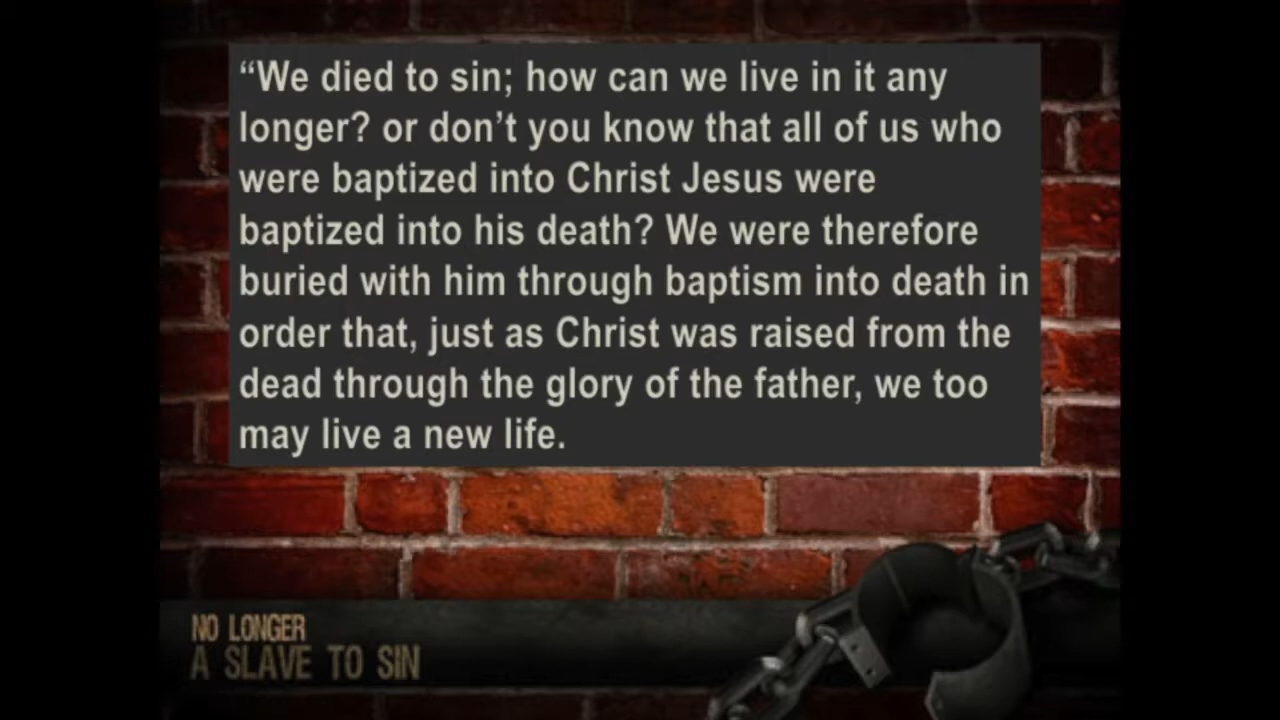 “We died to sin; how can we live in it any
longer? or don’t you know that all of us who
were baptized into Christ Jesus were
baptized into his death? We were therefore
buried with him through baptism into death in
order that, just as Christ was raised from the
dead through the glory of the father, we too
may live a new life.
NO LONGER
A SLAVE TO SIN